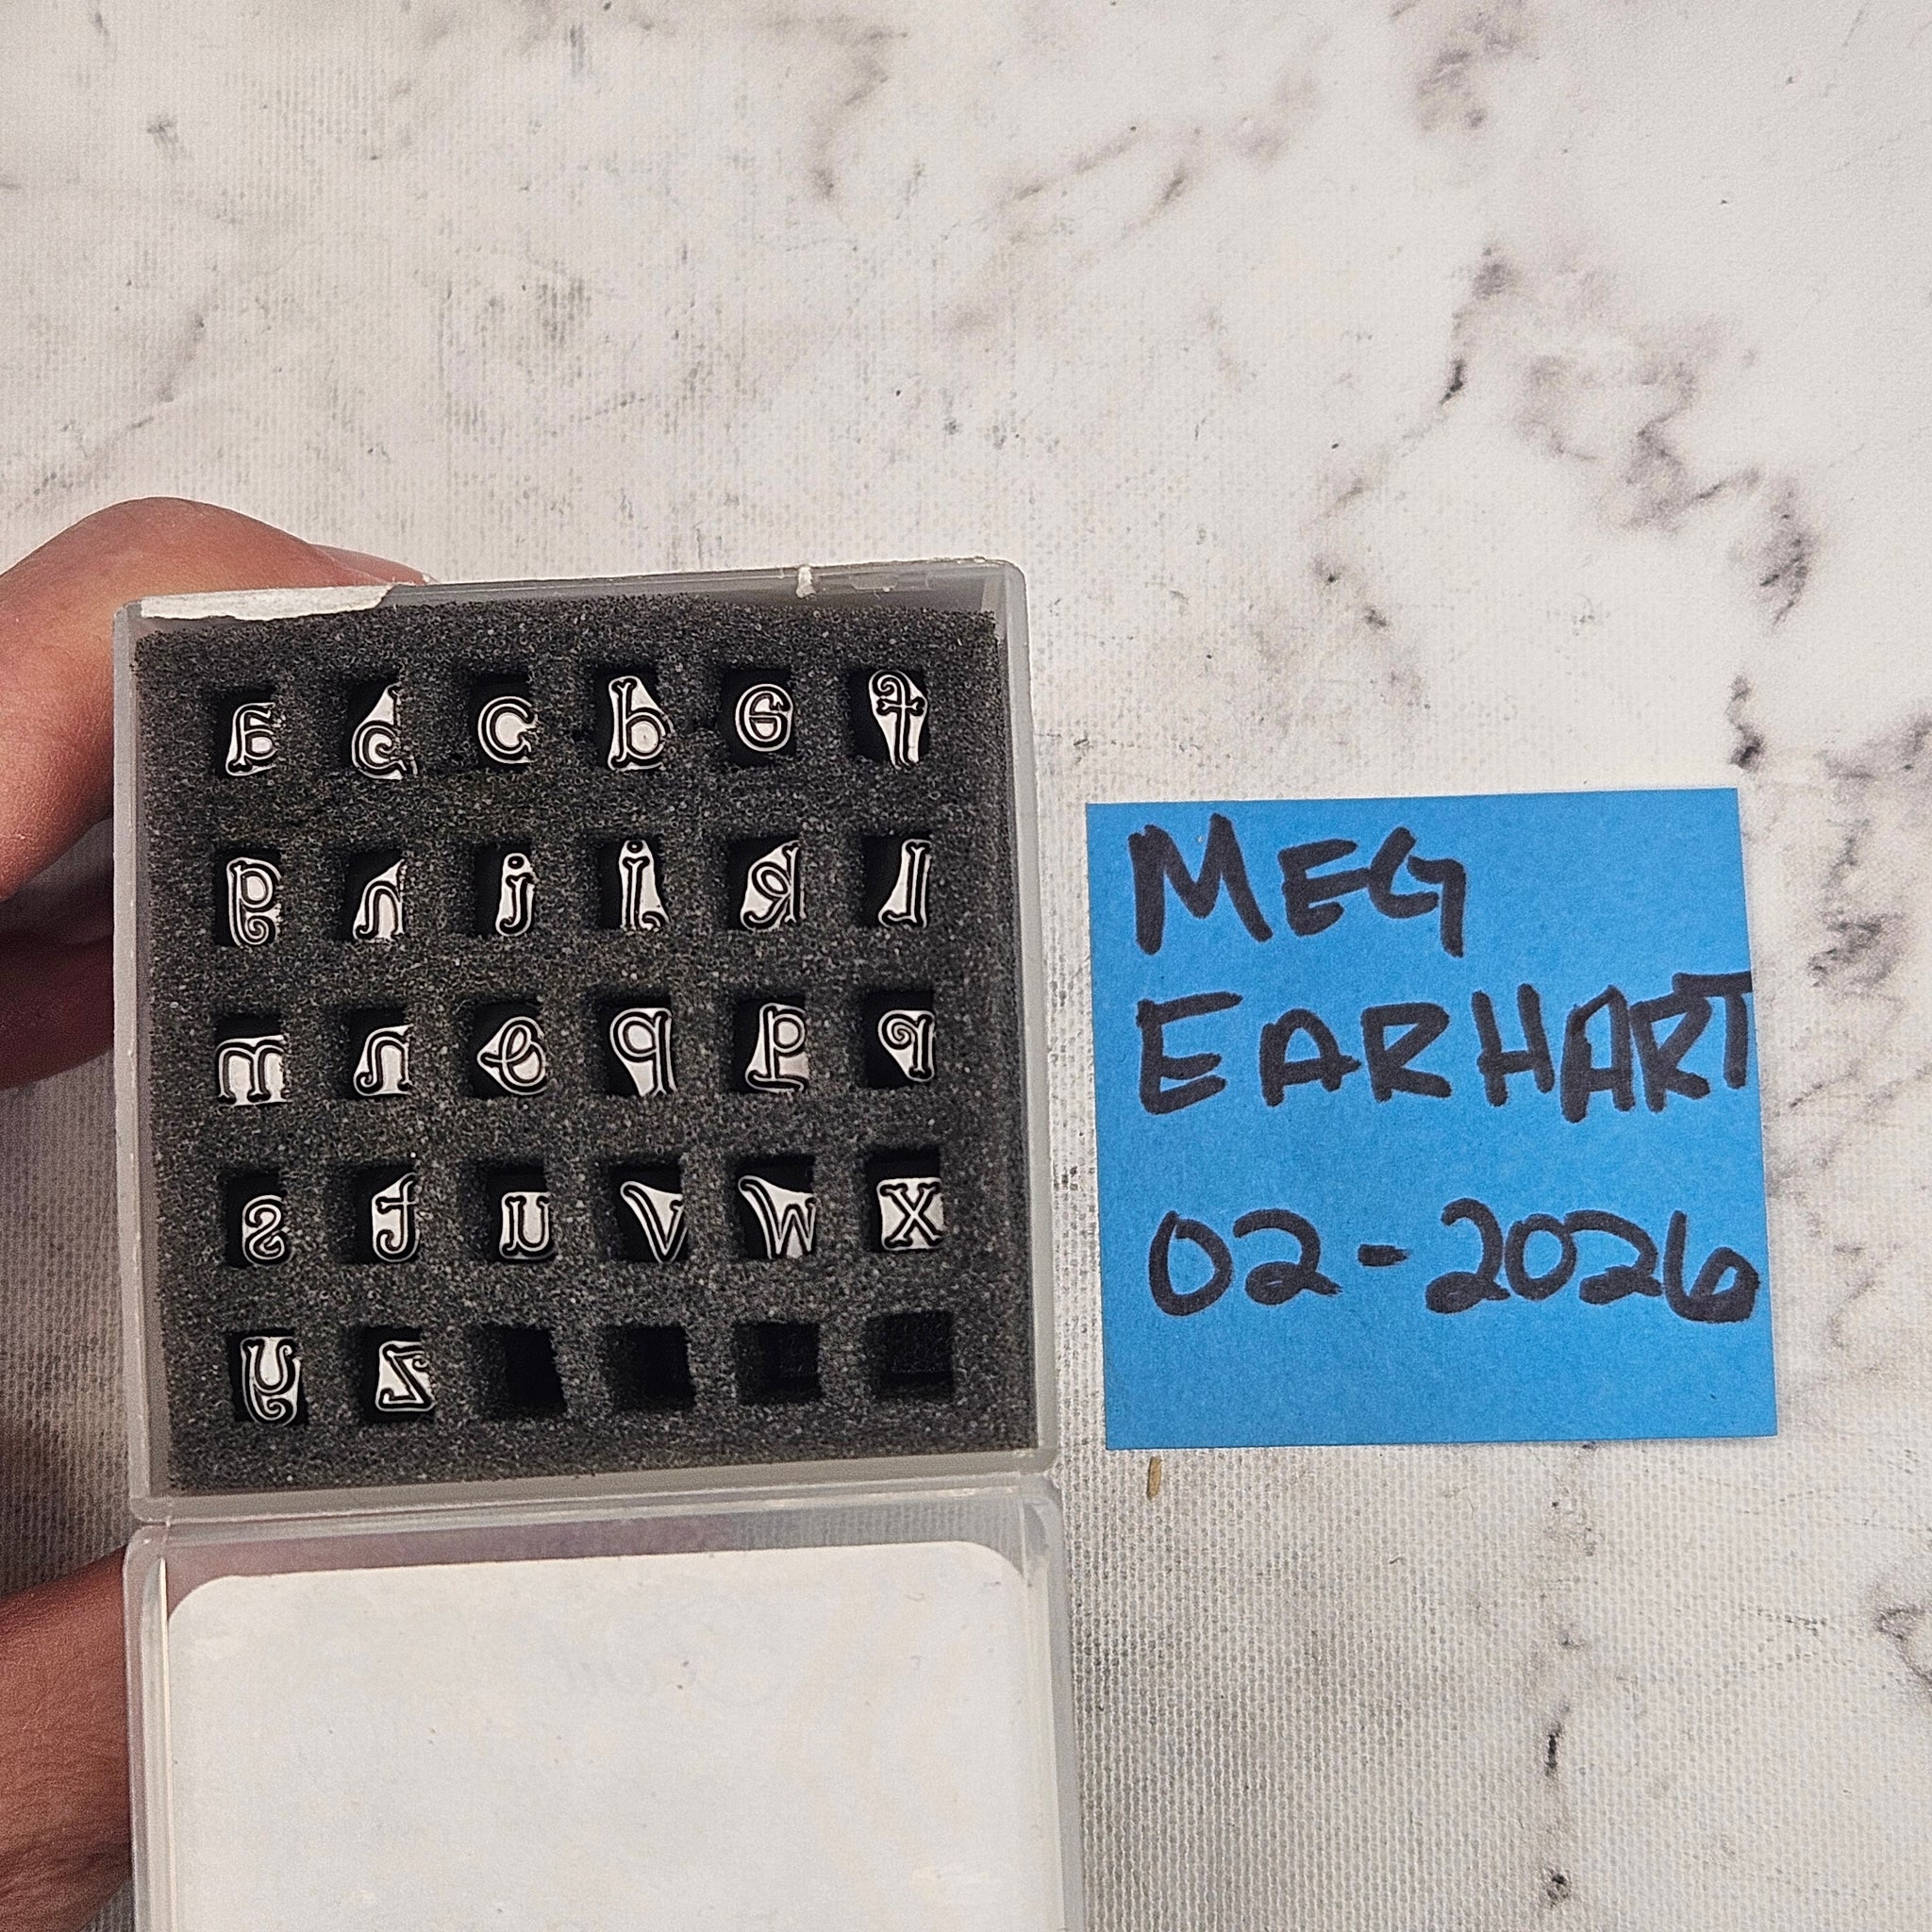 a b c d e f
g h i j k l
m n o p q r
s t u v w x
y z
MEG
EARHART
02-2026